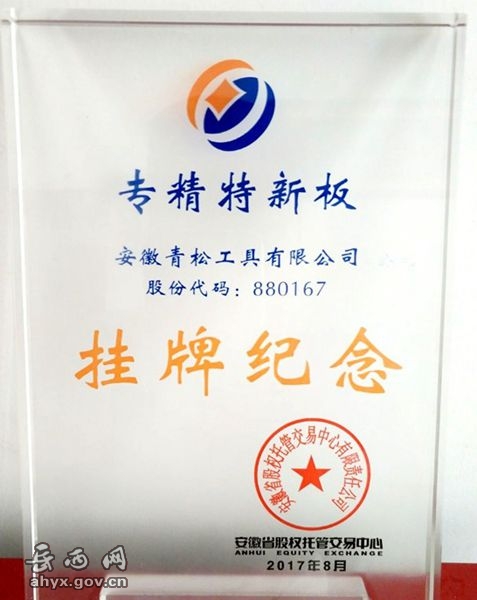 专精特新板
安徽青松工具有限公司
股份代码：880167
挂牌纪念
安徽省股权托管交易中心有限责任公司
安徽省股权托管交易中心
ANHUI EQUITY EXCHANGE
2017年8月
岳西网
ahyx.gov.cn